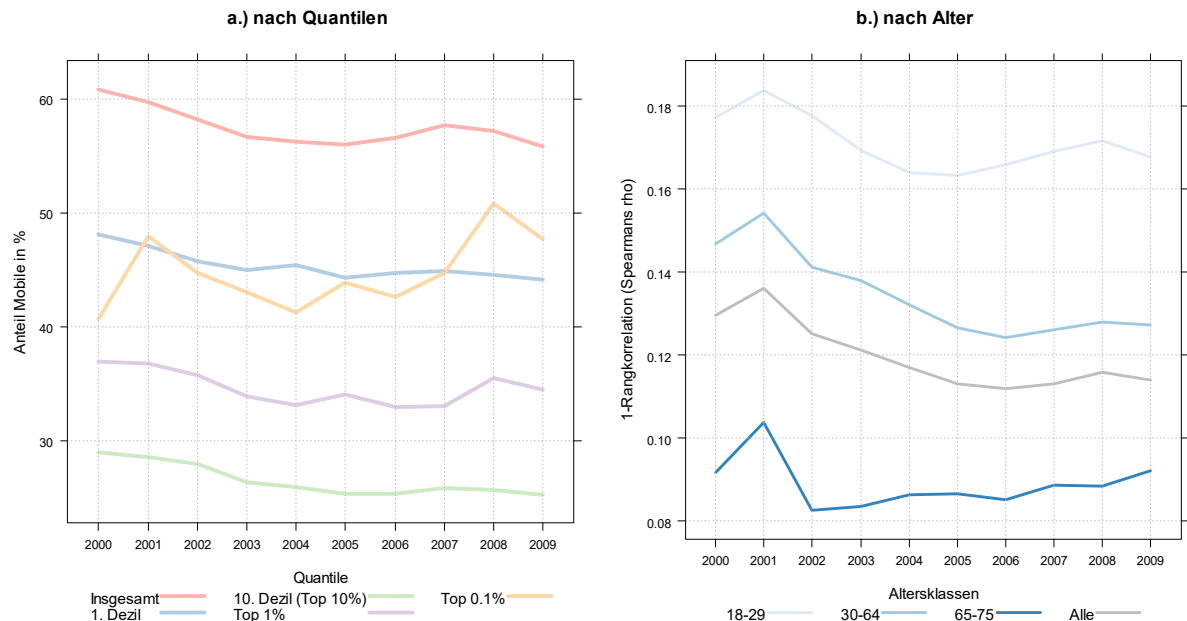 a.) nach Quantilen
Anteil Mobile in %
60
50
40
30
2000 2001 2002 2003 2004 2005 2006 2007 2008 2009
Quantile
Insgesamt 10. Dezil (Top 10%) Top 0.1%
1. Dezil Top 1%
b.) nach Alter
1-Rangkorrelation (Spearmans rho)
0.18
0.16
0.14
0.12
0.10
0.08
2000 2001 2002 2003 2004 2005 2006 2007 2008 2009
Altersklassen
18-29 30-64 65-75 Alle